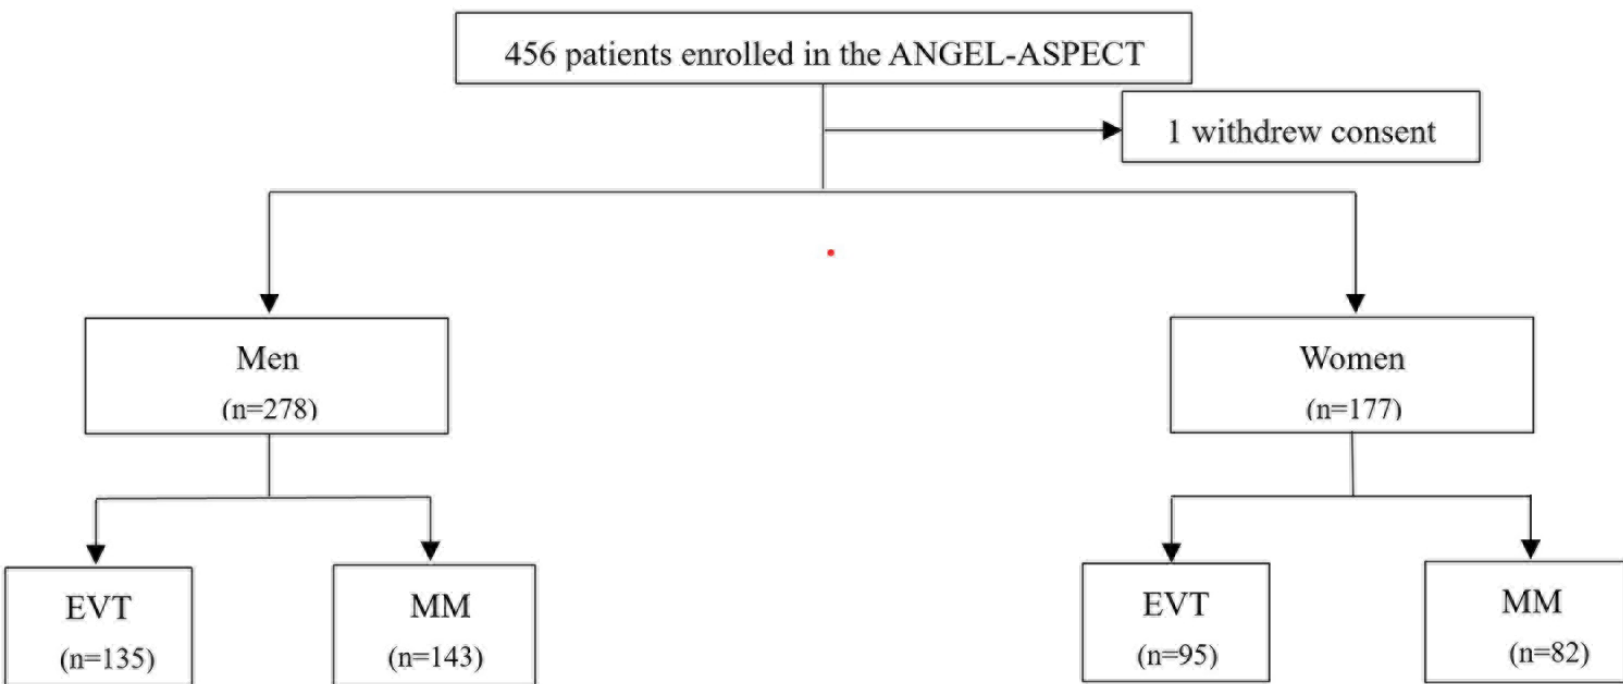 456 patients enrolled in the ANGEL-ASPECT
1 withdrew consent
Men
(n=278)
Women
(n=177)
EVT
(n=135)
MM
(n=143)
EVT
(n=95)
MM
(n=82)